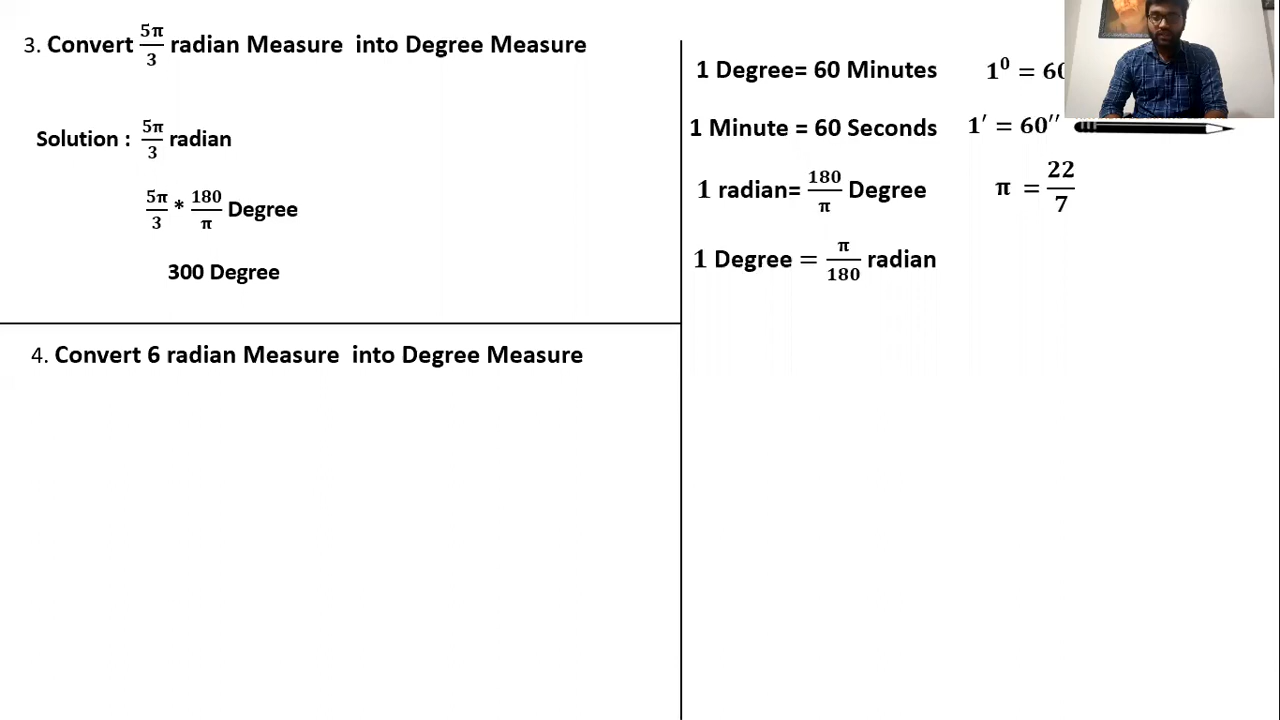 3. Convert 5π/3 radian Measure into Degree Measure
Solution : 5π/3 radian
5π/3 * 180/π Degree
300 Degree
4. Convert 6 radian Measure into Degree Measure
1 Degree= 60 Minutes 1⁰ = 60
1 Minute = 60 Seconds 1′ = 60′′
1 radian= 180/π Degree π = 22/7
1 Degree = π/180 radian